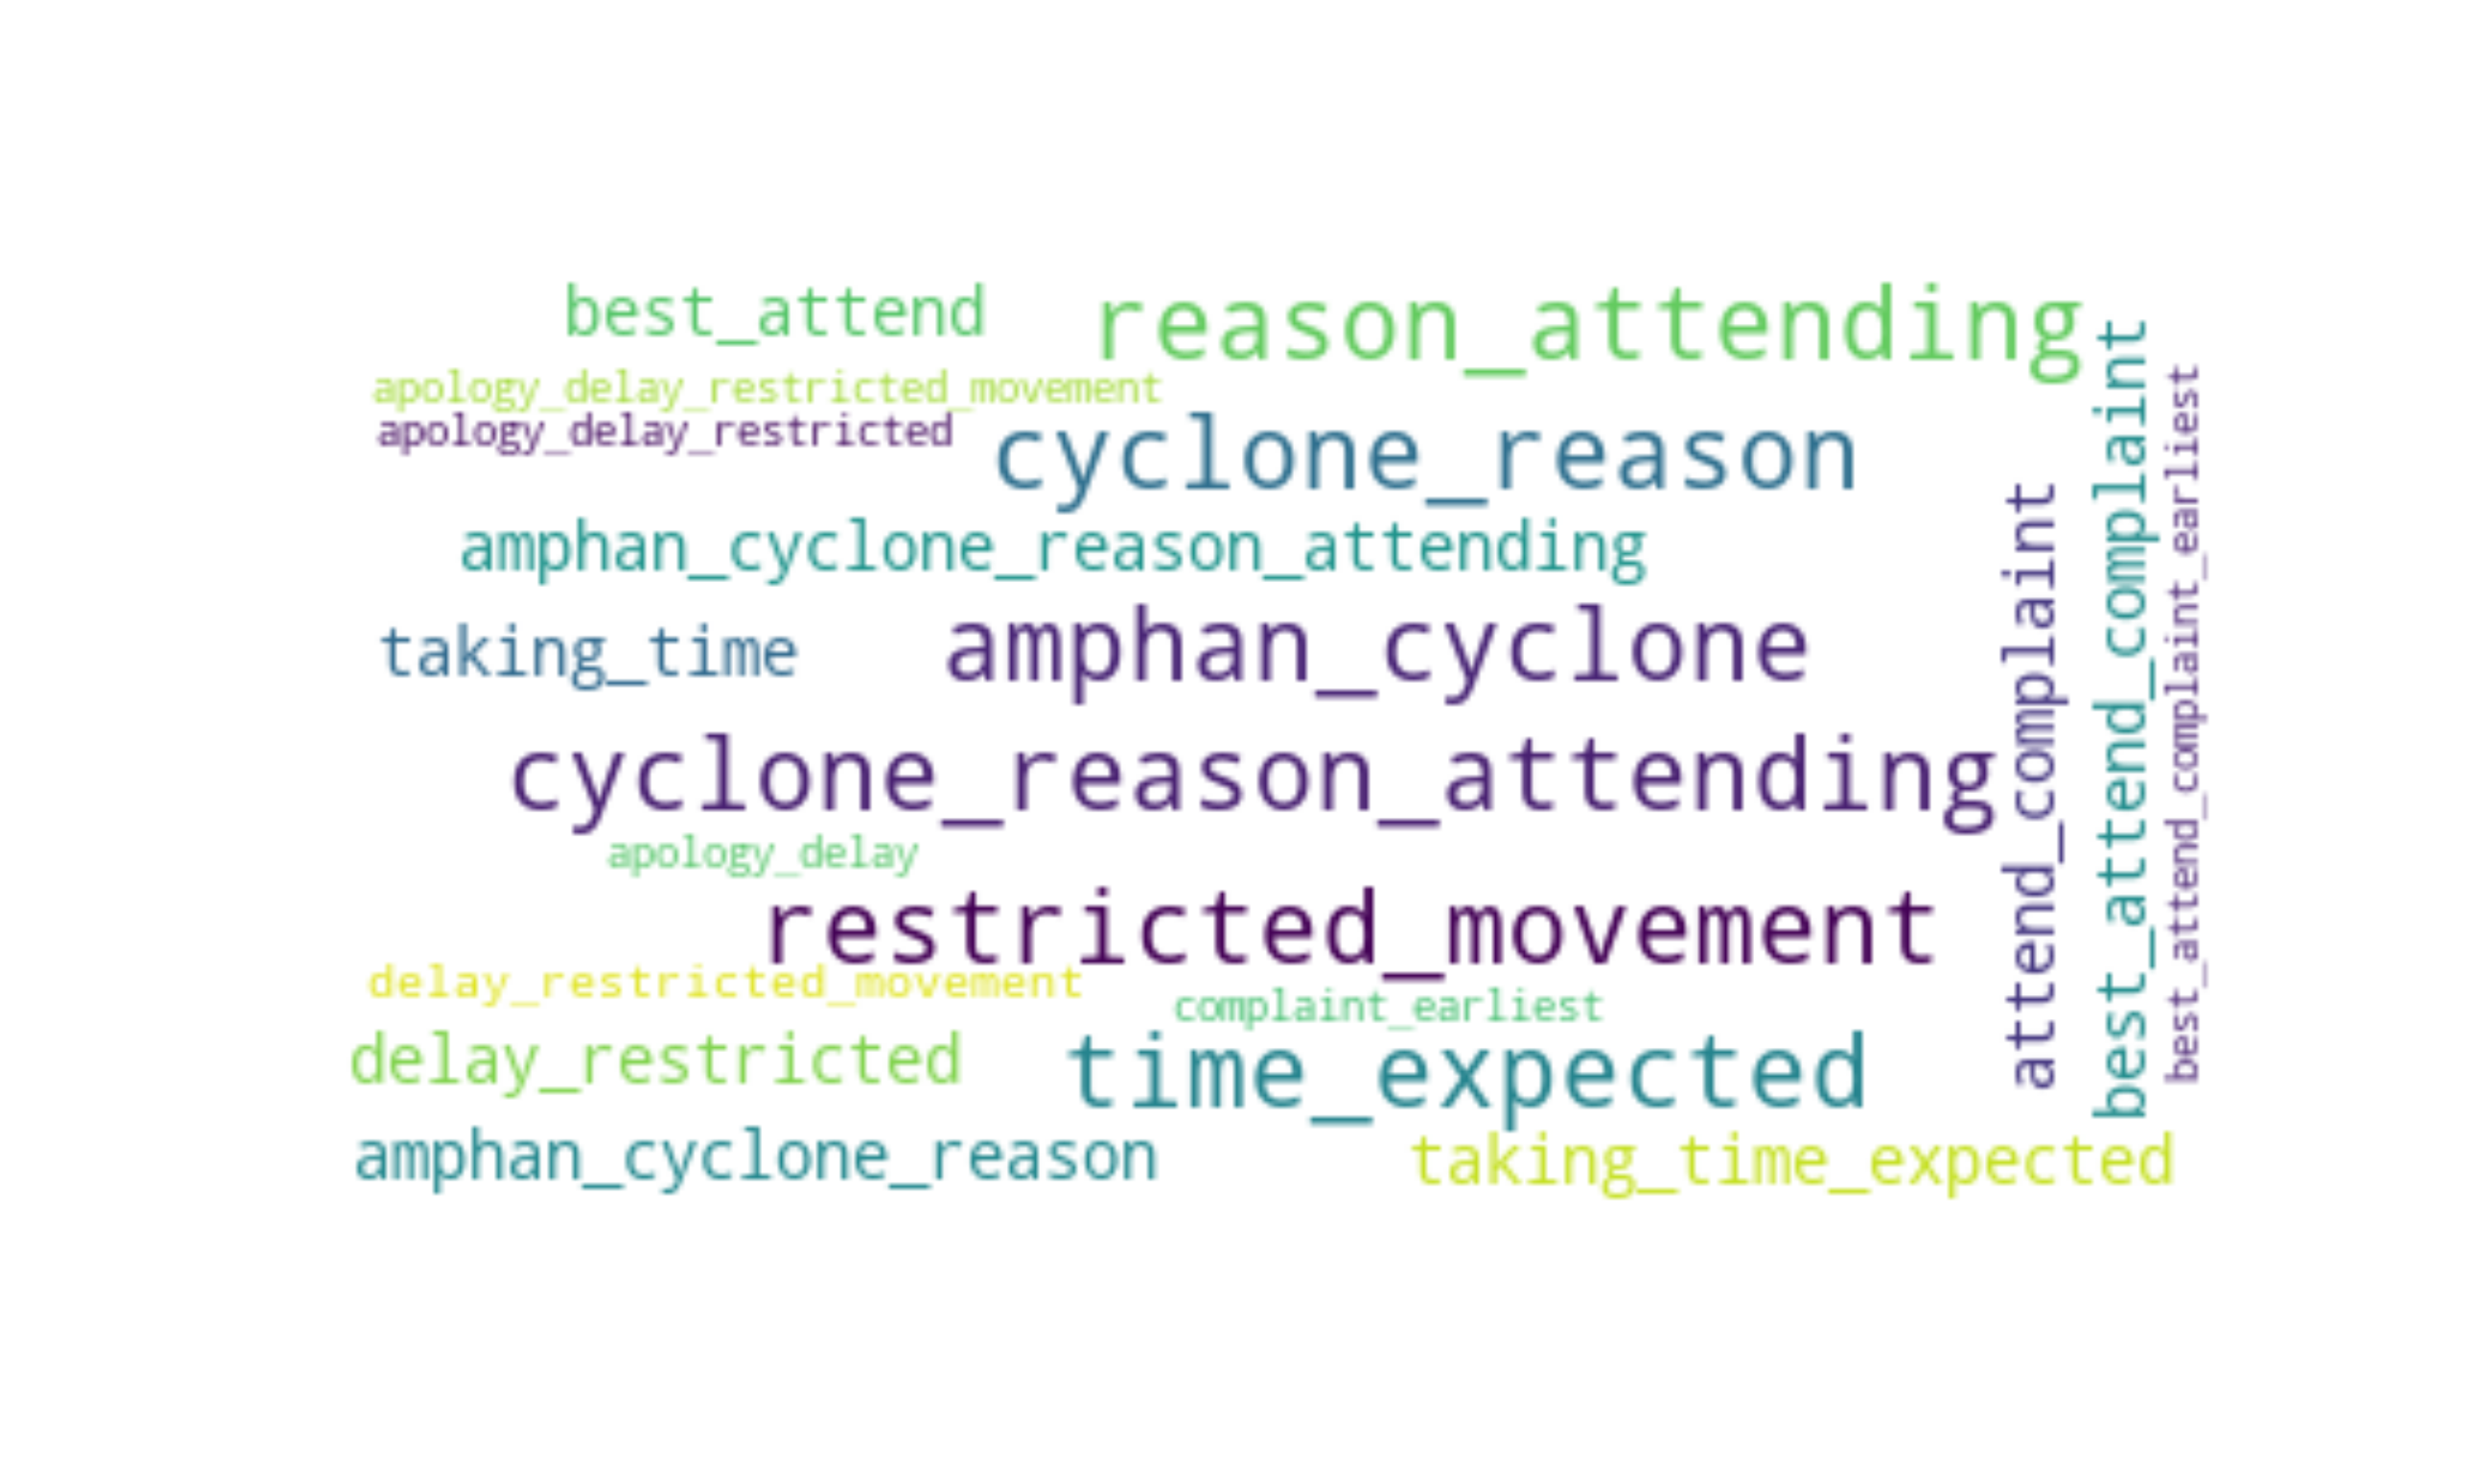 best_attend
reason_attending
apology_delay_restricted_movement
apology_delay_restricted
cyclone_reason
amphan_cyclone_reason_attending
taking_time
amphan_cyclone
cyclone_reason_attending
apology_delay
restricted_movement
delay_restricted_movement
complaint_earliest
delay_restricted
time_expected
amphan_cyclone_reason
taking_time_expected
attend_complaint
best_attend_complaint
best_attend_complaint_earliest